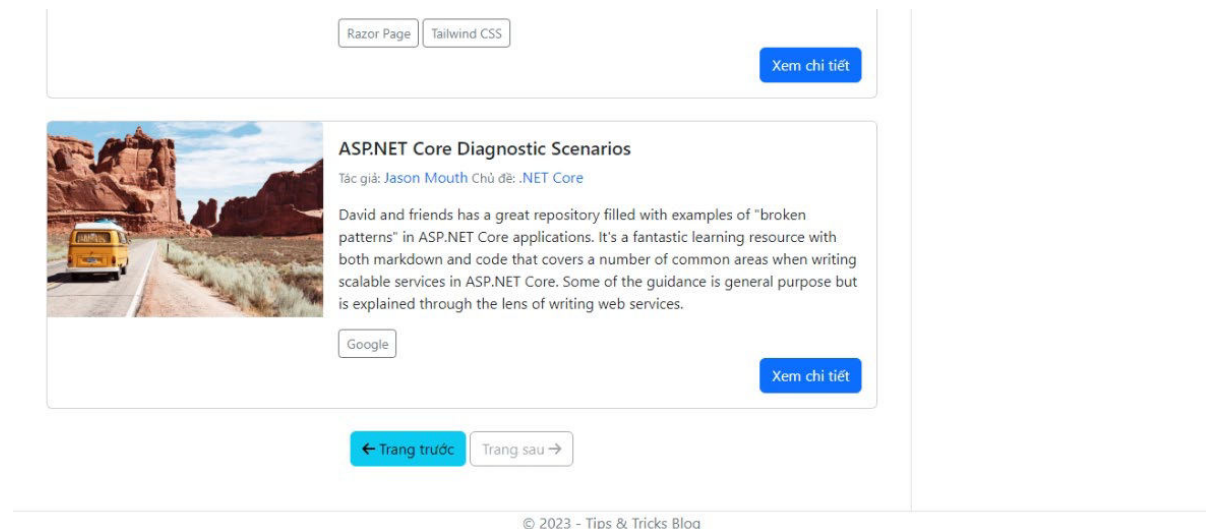 Razor Page Tailwind CSS
Xem chi tiết
ASP.NET Core Diagnostic Scenarios
Tác giả: Jason Mouth Chủ đề: .NET Core
David and friends has a great repository filled with examples of "broken
patterns" in ASP.NET Core applications. It's a fantastic learning resource with
both markdown and code that covers a number of common areas when writing
scalable services in ASP.NET Core. Some of the guidance is general purpose but
is explained through the lens of writing web services.
Google
Xem chi tiết
← Trang trước Trang sau →
© 2023 - Tips & Tricks Blog